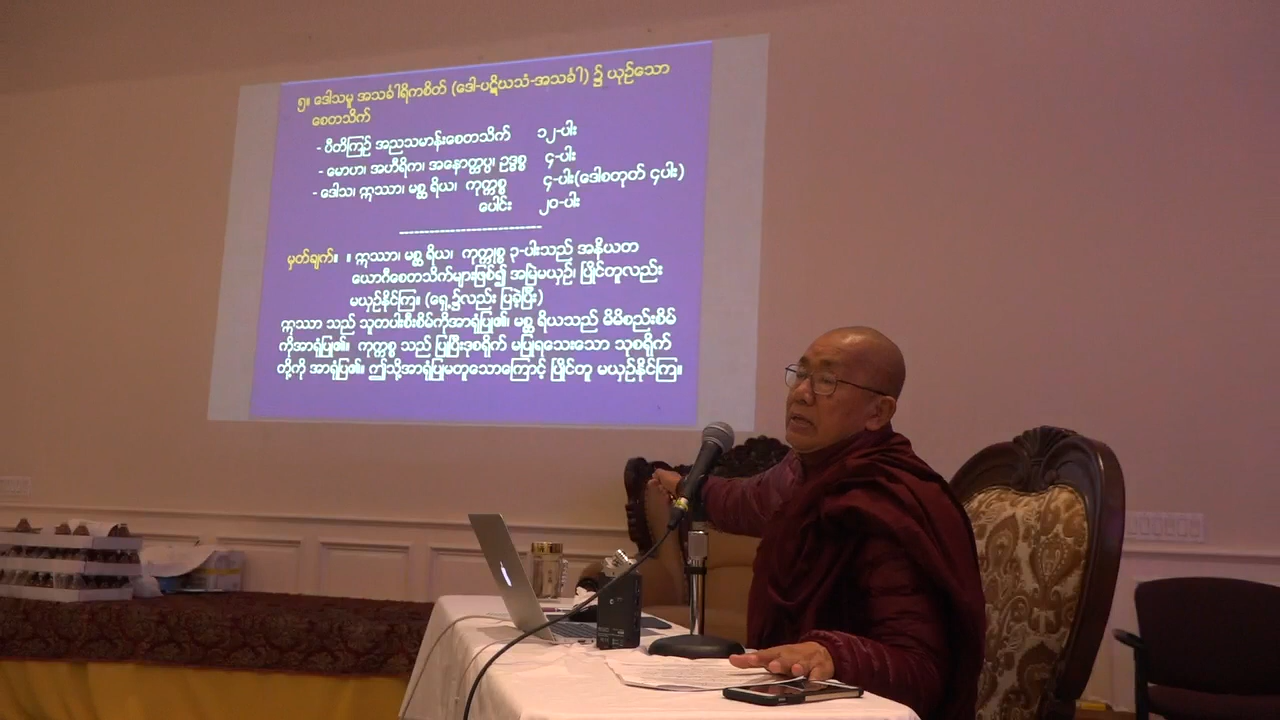 ၅။ ဒေါသမူ အသင်္ခါရိကစိတ် (ဒေါ-ပဋိဃသံ-အသင်္ခါ) ၌ ယှဉ်သော
စေတသိက်
- ပီတိကြဉ် အညသမာန်းစေတသိက် ၁၂-ပါး
- မောဟ၊ အဟီရိက၊ အနောတ္တပ္ပ၊ ဥဒ္ဓစ္စ ၄-ပါး
- ဒေါသ၊ ဣဿာ၊ မစ္ဆရိယ၊ ကုက္ကုစ္စ ၄-ပါး(ဒေါစတုတ် ၄ပါး)
ပေါင်း ၂၀-ပါး
----------------------------
မှတ်ချက်။ ။ ဣဿာ၊ မစ္ဆရိယ၊ ကုက္ကုစ္စ ၃-ပါးသည် အနိယတ
ယောဂီစေတသိက်များဖြစ်၍ အမြဲမယှဉ်၊ ပြိုင်တူလည်း
မယှဉ်နိုင်ကြ။ (ရှေ့၌လည်း ပြခဲ့ပြီး)
ဣဿာ သည် သူတပါးစီးစိမ်ကိုအာရုံပြု၏၊ မစ္ဆရိယသည် မိမိစည်းစိမ်
ကိုအာရုံပြု၏။ ကုက္ကုစ္စ သည် ပြုပြီးဒုစရိုက် မပြုရသေးသော သုစရိုက်
တို့ကို အာရုံပြု၏။ ဤသို့အာရုံပြုမတူသောကြောင့် ပြိုင်တူ မယှဉ်နိုင်ကြ။